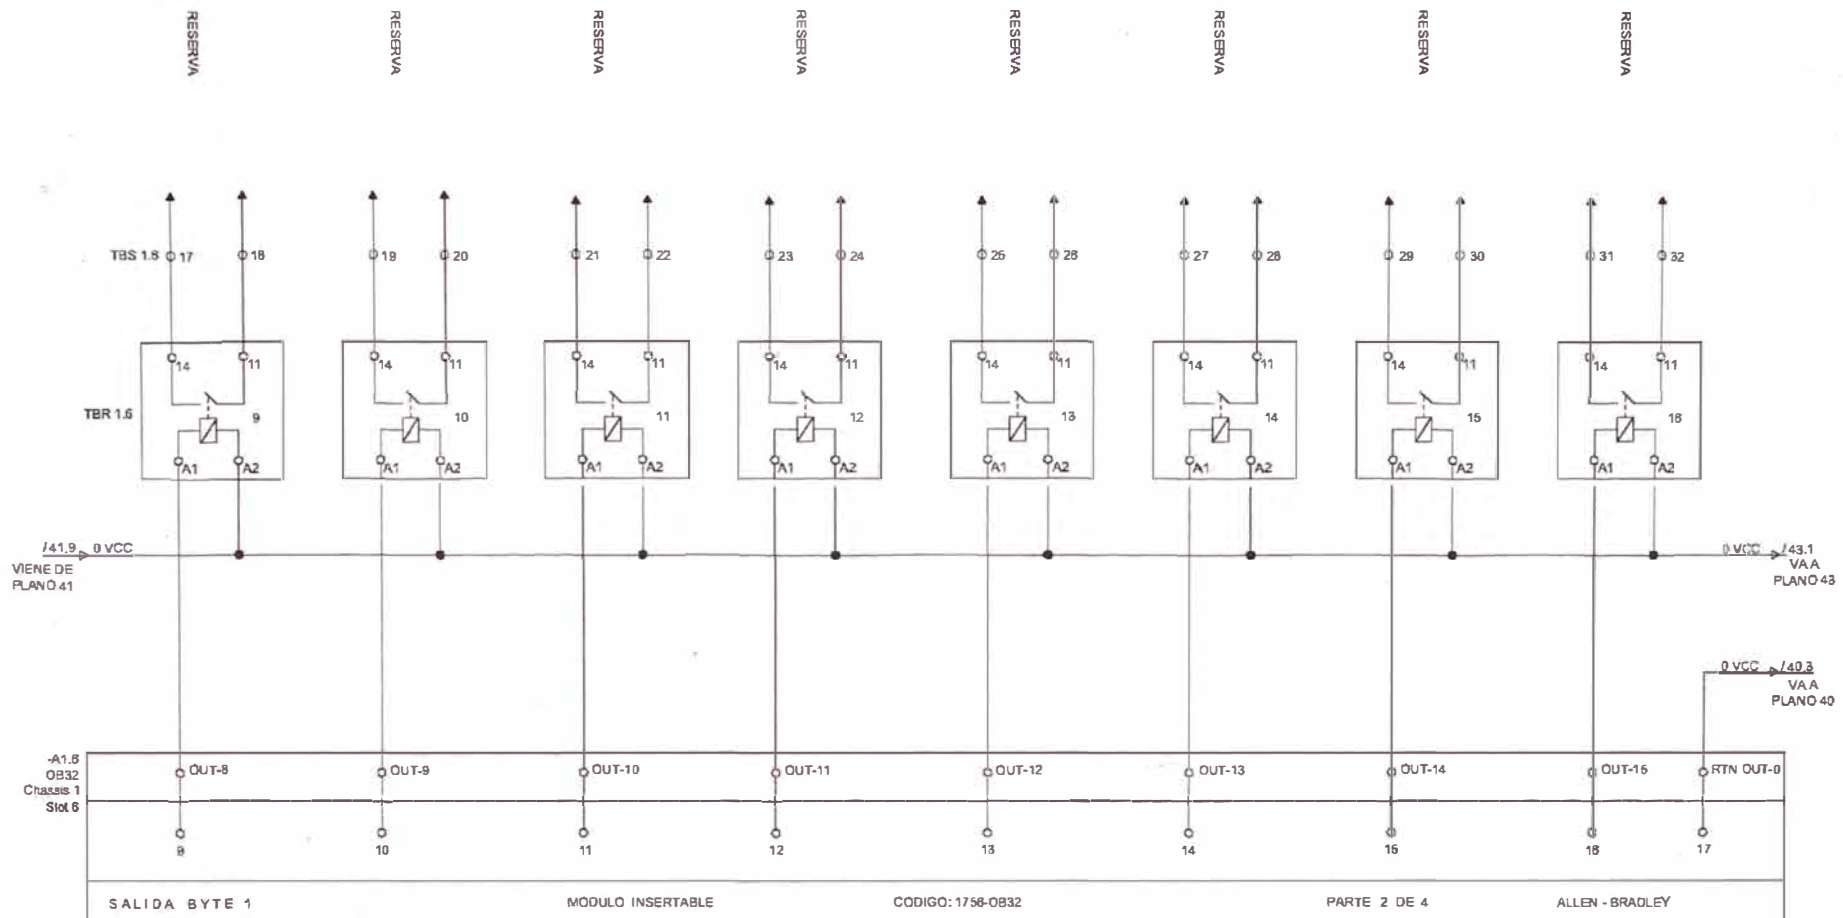 RESERVA RESERVA RESERVA RESERVA RESERVA RESERVA RESERVA RESERVA
TBS 1.6 17 18 19 20 21 22 23 24 25 26 27 28 29 30 31 32
14 11 14 11 14 11 14 11 14 11 14 11 14 11 14 11
TBR 1.6 9 10 11 12 13 14 15 16
A1 A2 A1 A2 A1 A2 A1 A2 A1 A2 A1 A2 A1 A2 A1 A2
/41.9 0 VCC
VIENE DE
PLANO 41
0 VCC /43.1
VA A
PLANO 43
0 VCC /40.3
VA A
PLANO 40
-A1.6
OB32
Chassis 1
Slot 6
OUT-8 OUT-9 OUT-10 OUT-11 OUT-12 OUT-13 OUT-14 OUT-15 RTN OUT-0
9 10 11 12 13 14 15 16 17
SALIDA BYTE 1 MODULO INSERTABLE CODIGO: 1756-OB32 PARTE 2 DE 4 ALLEN - BRADLEY